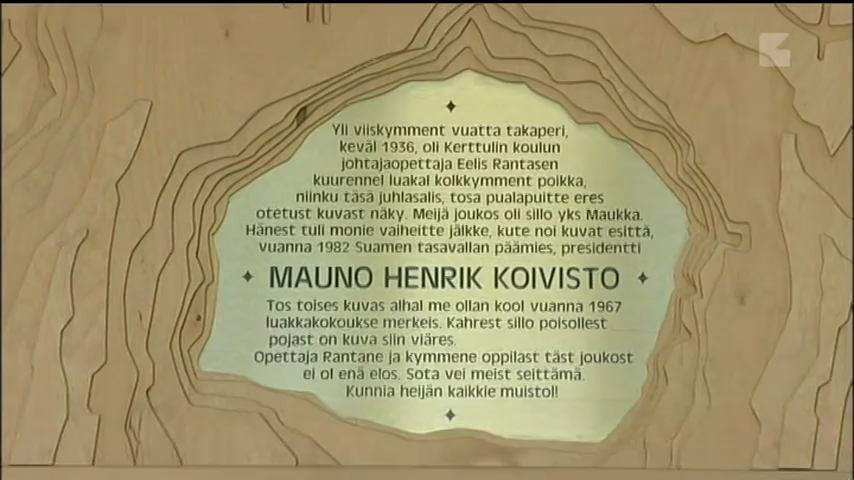 Yli viiskymment vuatta takaperi,
keväl 1936, oli Kerttulin koulun
johtajaopettaja Eelis Rantasen
kuurennel luakal kolkkymment poikka,
niinku täsä juhlasalis, tosa pualapuitte eres
otetust kuvast näky. Meijä joukos oli sillo yks Maukka.
Hänest tuli monie vaiheitte jälkke, kute noi kuvat esittä,
vuanna 1982 Suamen tasavallan päämies, presidentti
MAUNO HENRIK KOIVISTO
Tos toises kuvas alhal me ollan kool vuanna 1967
luakkakokoukse merkeis. Kahrest sillo poisollest
pojast on kuva siin viäres.
Opettaja Rantane ja kymmene oppilast täst joukost
ei ol enä elos. Sota vei meist seittämä.
Kunnia heijän kaikkie muistol!